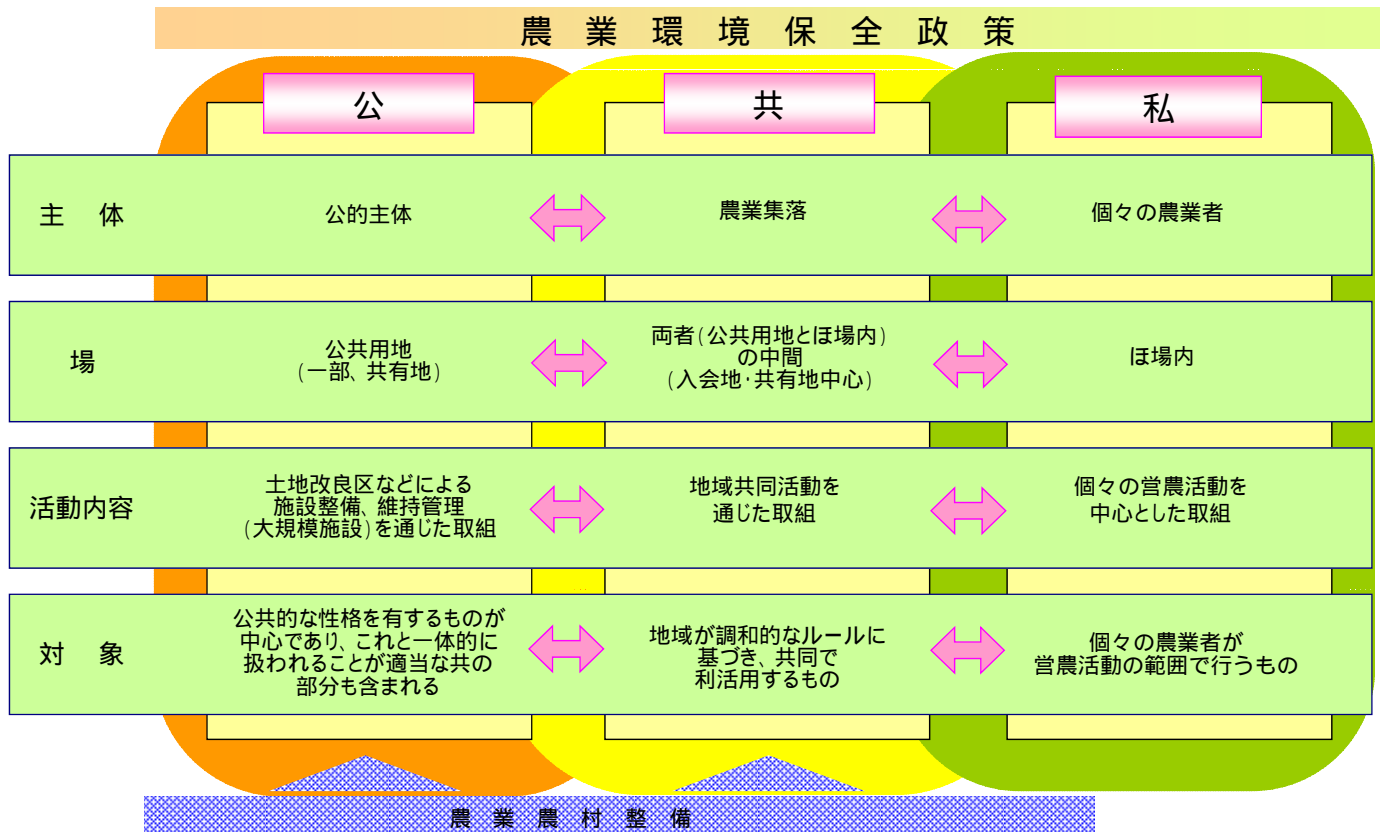 農業環境保全政策
公
共
私
主体
公的主体
農業集落
個々の農業者
場
公共用地
(一部、共有地)
両者(公共用地とほ場内)
の中間
(入会地・共有地中心)
ほ場内
活動内容
土地改良区などによる
施設整備、維持管理
(大規模施設)を通じた取組
地域共同活動を
通じた取組
個々の営農活動を
中心とした取組
対象
公共的な性格を有するものが
中心であり、これと一体的に
扱われることが適当な共の
部分も含まれる
地域が調和的なルールに
基づき、共同で
利活用するもの
個々の農業者が
営農活動の範囲で行うもの
農業農村整備